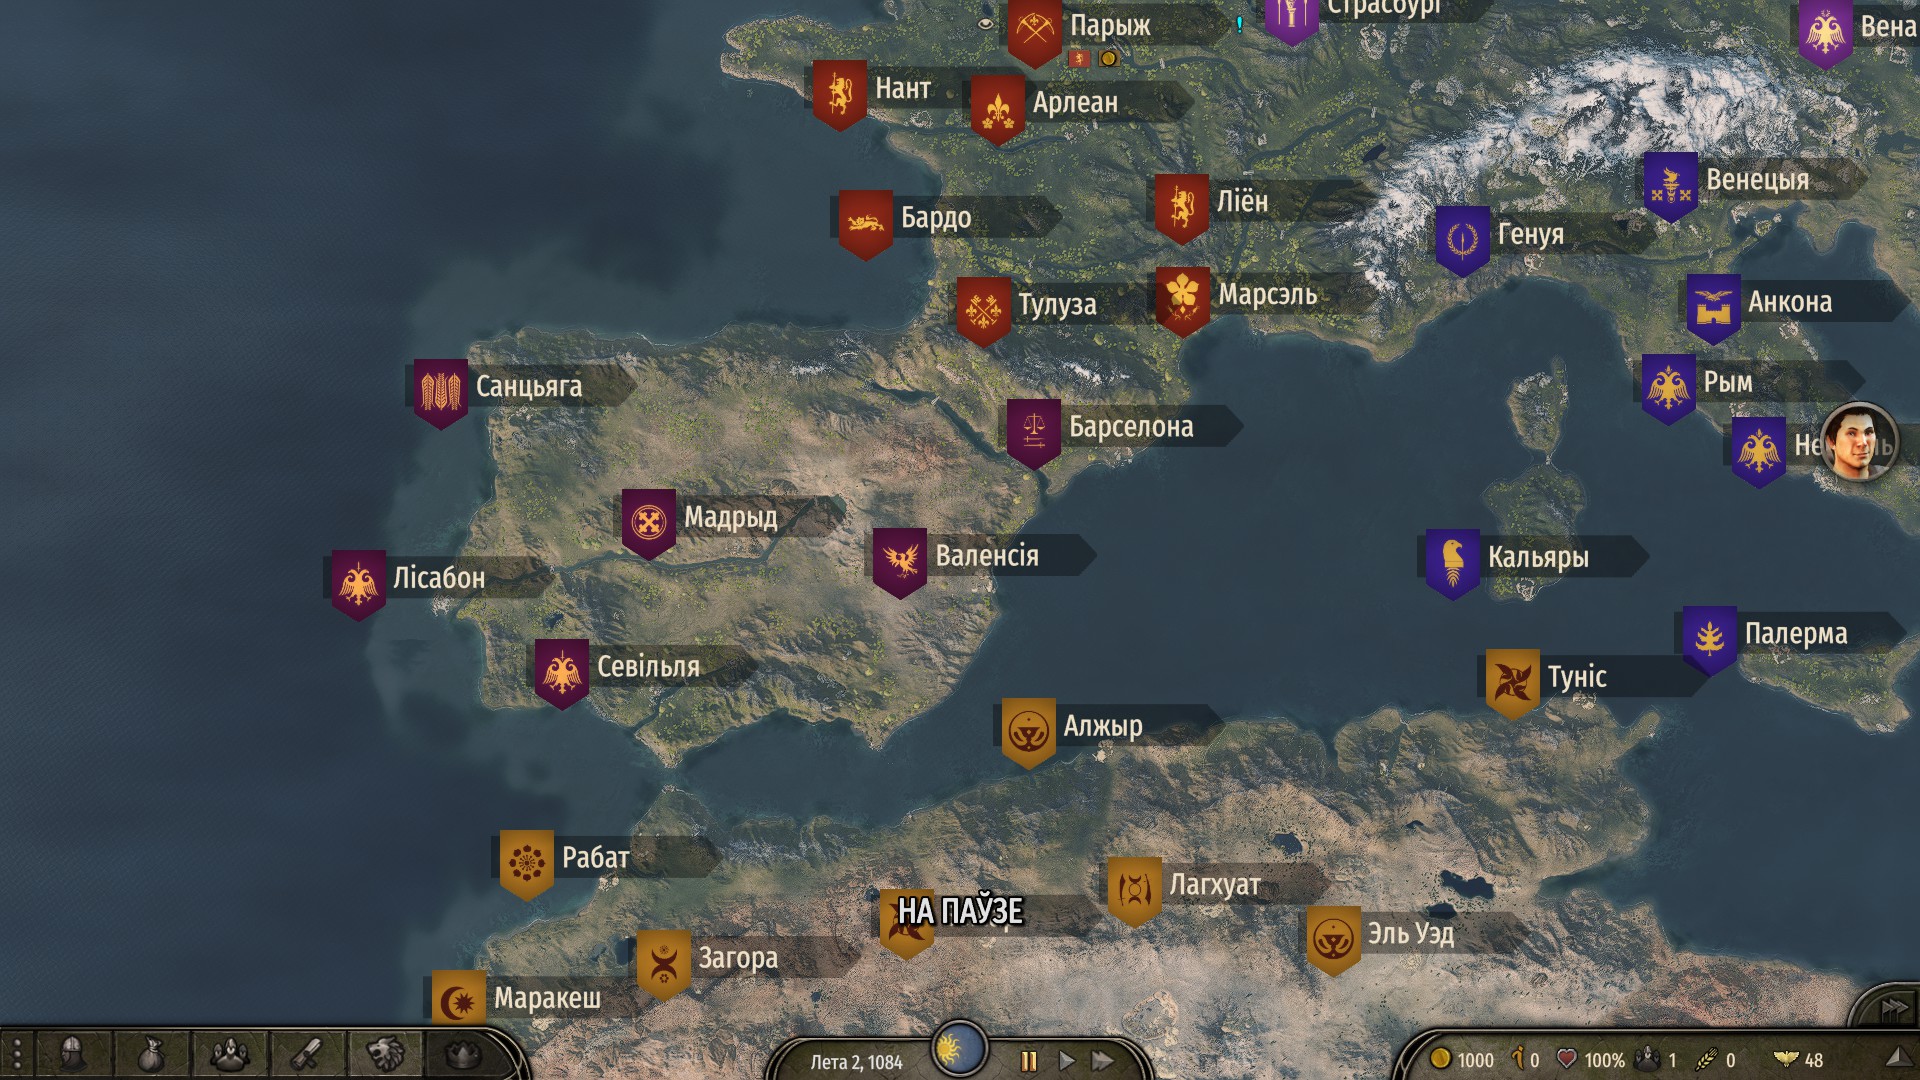 Страсбург
Парыж
Вена
Нант
Арлеан
Венецыя
Ліён
Бардо
Генуя
Марсэль
Тулуза
Анкона
Рым
Санцьяга
Барселона
Мадрыд
Валенсія
Кальяры
Лісабон
Палерма
Севілья
Туніс
Алжыр
Рабат
Лагхуат
НА ПАЎЗЕ
Эль Уэд
Загора
Маракеш
Лета 2, 1084
1000 0 100% 1 0 48